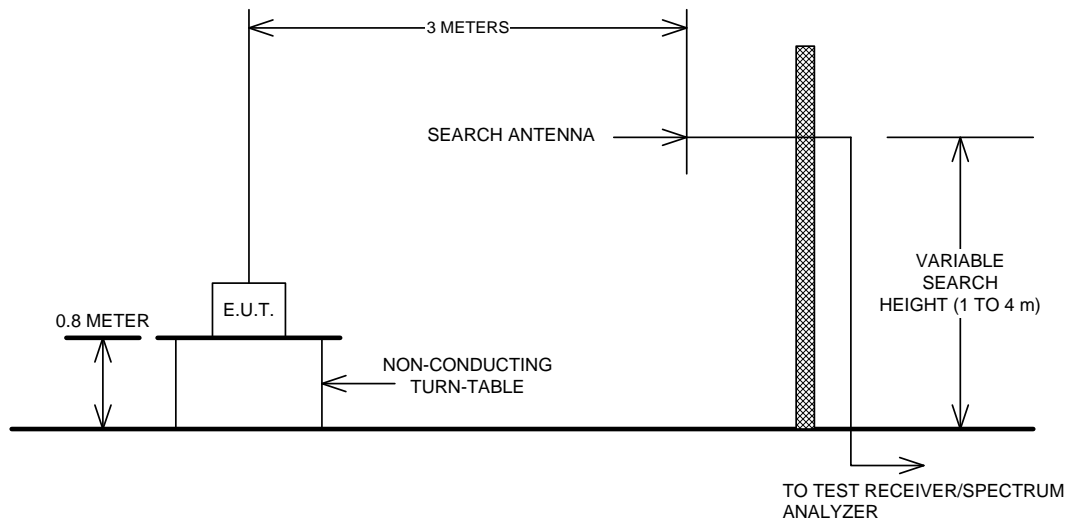 3 METERS
SEARCH ANTENNA
VARIABLE
SEARCH
HEIGHT (1 TO 4 m)
E.U.T.
0.8 METER
NON-CONDUCTING
TURN-TABLE
TO TEST RECEIVER/SPECTRUM
ANALYZER